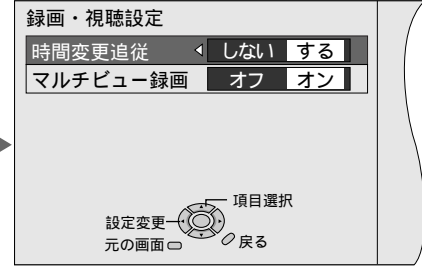 録画・視聴設定
時間変更追従 しない する
マルチビュー録画 オフ オン
項目選択
設定変更
元の画面 戻る